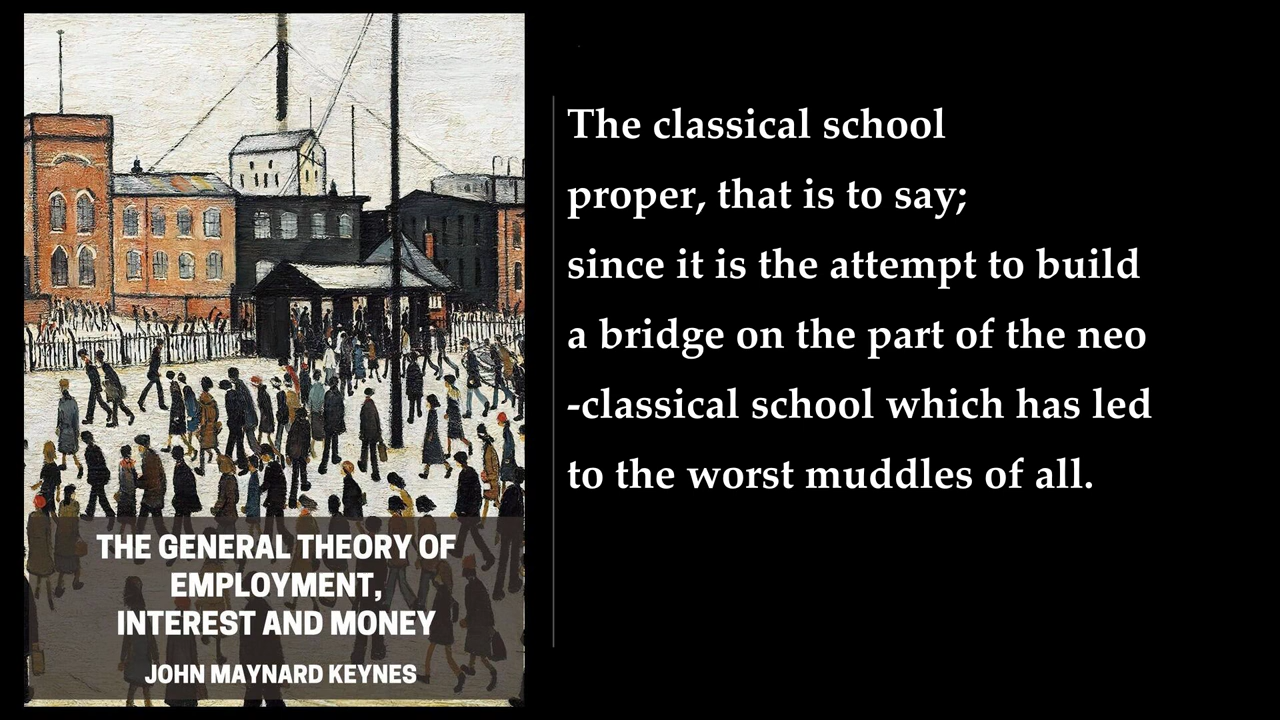 THE GENERAL THEORY OF
EMPLOYMENT,
INTEREST AND MONEY
JOHN MAYNARD KEYNES
The classical school
proper, that is to say;
since it is the attempt to build
a bridge on the part of the neo
-classical school which has led
to the worst muddles of all.